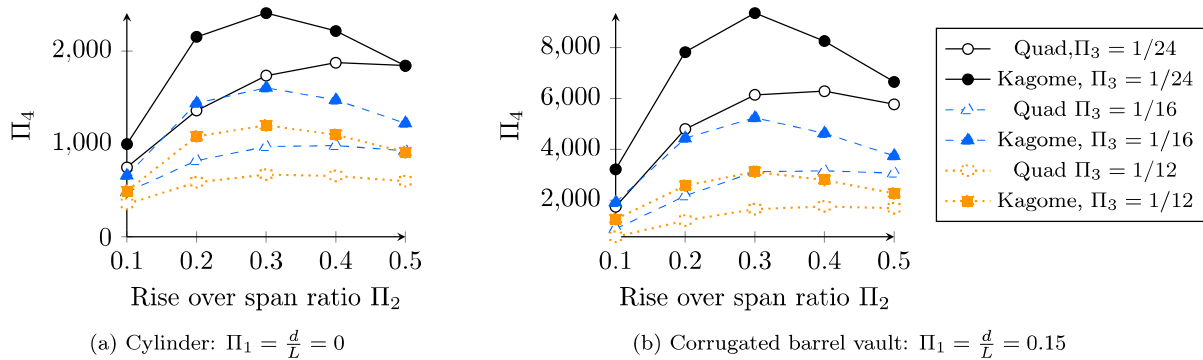 2,000
1,000
0
Π4
0.1 0.2 0.3 0.4 0.5
Rise over span ratio Π2
(a) Cylinder: Π1 = d/L = 0
8,000
6,000
4,000
2,000
Π4
0.1 0.2 0.3 0.4 0.5
Rise over span ratio Π2
(b) Corrugated barrel vault: Π1 = d/L = 0.15
Quad,Π3 = 1/24
Kagome, Π3 = 1/24
Quad Π3 = 1/16
Kagome, Π3 = 1/16
Quad Π3 = 1/12
Kagome, Π3 = 1/12